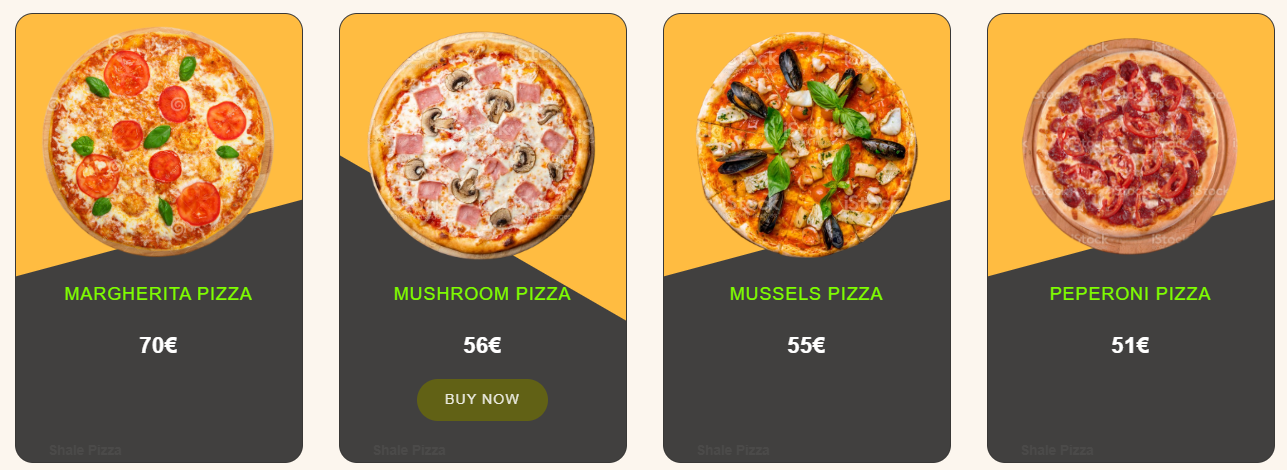 MARGHERITA PIZZA
70€
Shale Pizza
MUSHROOM PIZZA
56€
BUY NOW
Shale Pizza
MUSSELS PIZZA
55€
Shale Pizza
PEPERONI PIZZA
51€
Shale Pizza